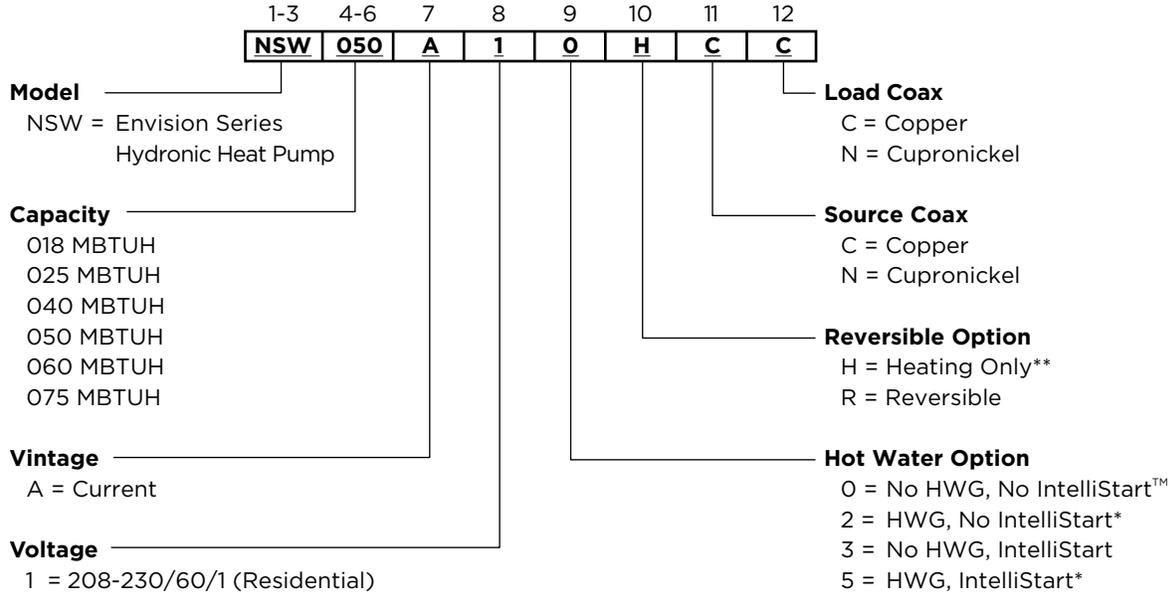 1-3 4-6 7 8 9 10 11 12
NSW 050 A 1 0 H C C
Model
NSW = Envision Series
Hydronic Heat Pump
Capacity
018 MBTUH
025 MBTUH
040 MBTUH
050 MBTUH
060 MBTUH
075 MBTUH
Vintage
A = Current
Voltage
1 = 208-230/60/1 (Residential)
Load Coax
C = Copper
N = Cupronickel
Source Coax
C = Copper
N = Cupronickel
Reversible Option
H = Heating Only**
R = Reversible
Hot Water Option
0 = No HWG, No IntelliStart™
2 = HWG, No IntelliStart*
3 = No HWG, IntelliStart
5 = HWG, IntelliStart*